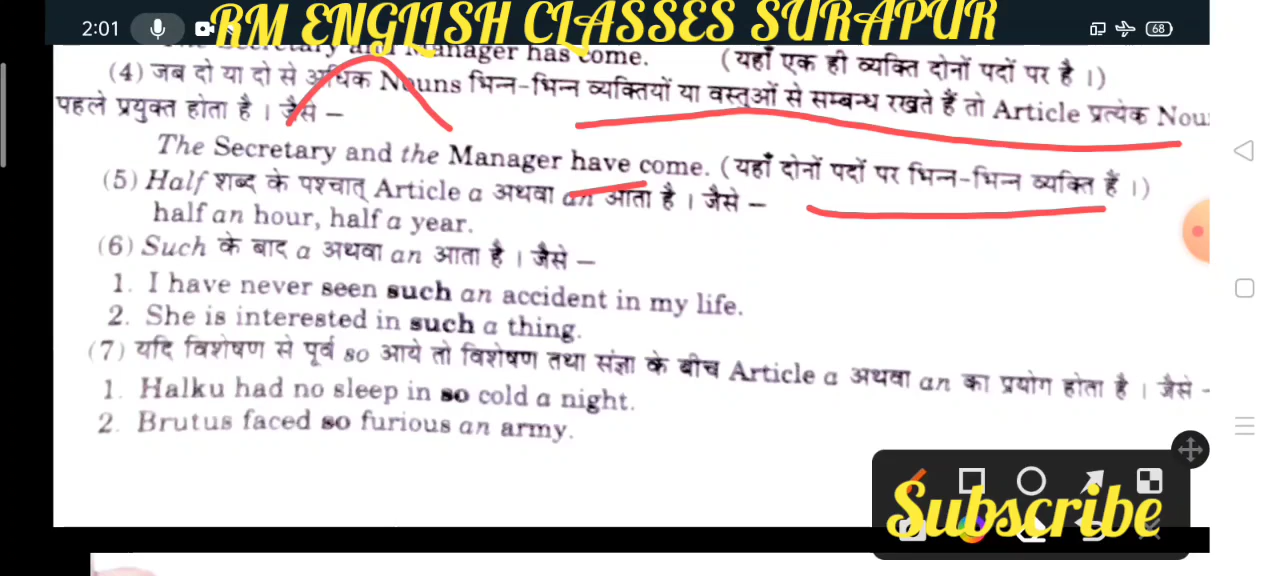 2:01
68
RM ENGLISH CLASSES SURAPUR
Secretary and Manager has come. (यहाँ एक ही व्यक्ति दोनों पदों पर है।)
(4) जब दो या दो से अधिक Nouns भिन्न-भिन्न व्यक्तियों या वस्तुओं से सम्बन्ध रखते हैं तो Article प्रत्येक
पहले प्रयुक्त होता है। जैसे –
The Secretary and the Manager have come. (यहाँ दोनों पदों पर भिन्न-भिन्न व्यक्ति हैं।)
(5) Half शब्द के पश्चात् Article a अथवा an आता है। जैसे –
half an hour, half a year.
(6) Such के बाद a अथवा an आता है। जैसे –
1. I have never seen such an accident in my life.
2. She is interested in such a thing.
(7) यदि विशेषण से पूर्व so आये तो विशेषण तथा संज्ञा के बीच Article a अथवा an का प्रयोग होता है। जैसे -
1. Halku had no sleep in so cold a night.
2. Brutus faced so furious an army.
Subscribe